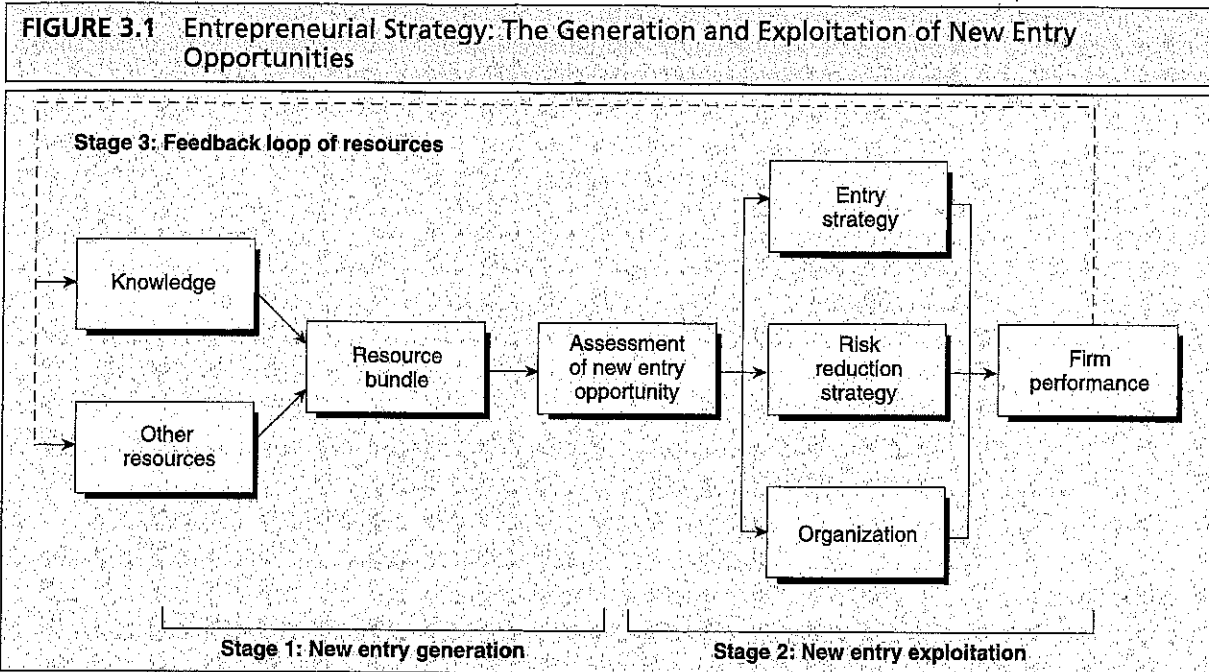 FIGURE 3.1 Entrepreneurial Strategy: The Generation and Exploitation of New Entry
Opportunities
Stage 3: Feedback loop of resources
Knowledge
Other
resources
Resource
bundle
Assessment
of new entry
opportunity
Entry
strategy
Risk
reduction
strategy
Organization
Firm
performance
Stage 1: New entry generation
Stage 2: New entry exploitation